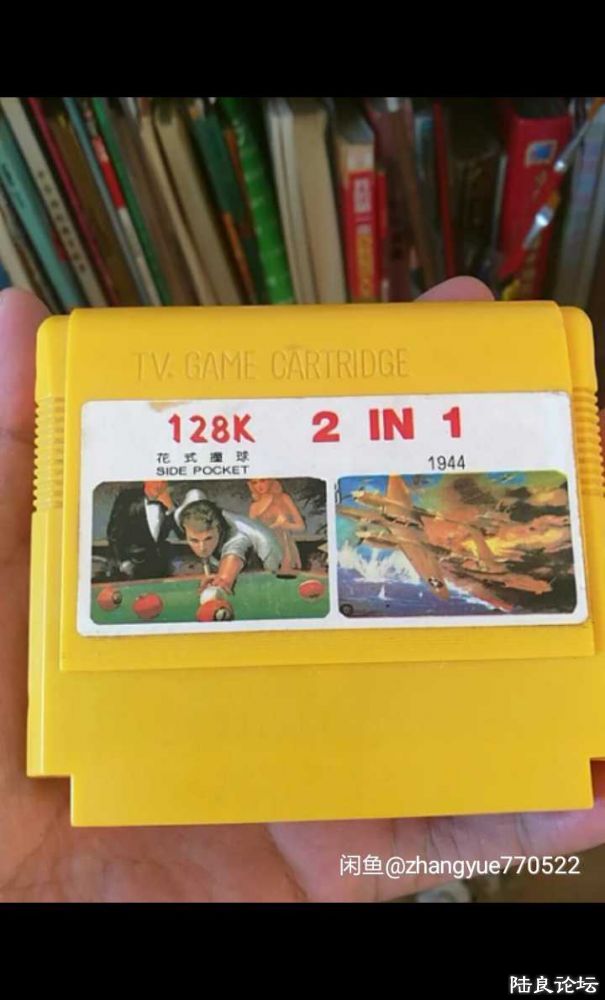 TV. GAME CARTRIDGE
128K 2 IN 1
花式撞球
SIDE POCKET
1944
闲鱼@zhangyue770522
陆良论坛